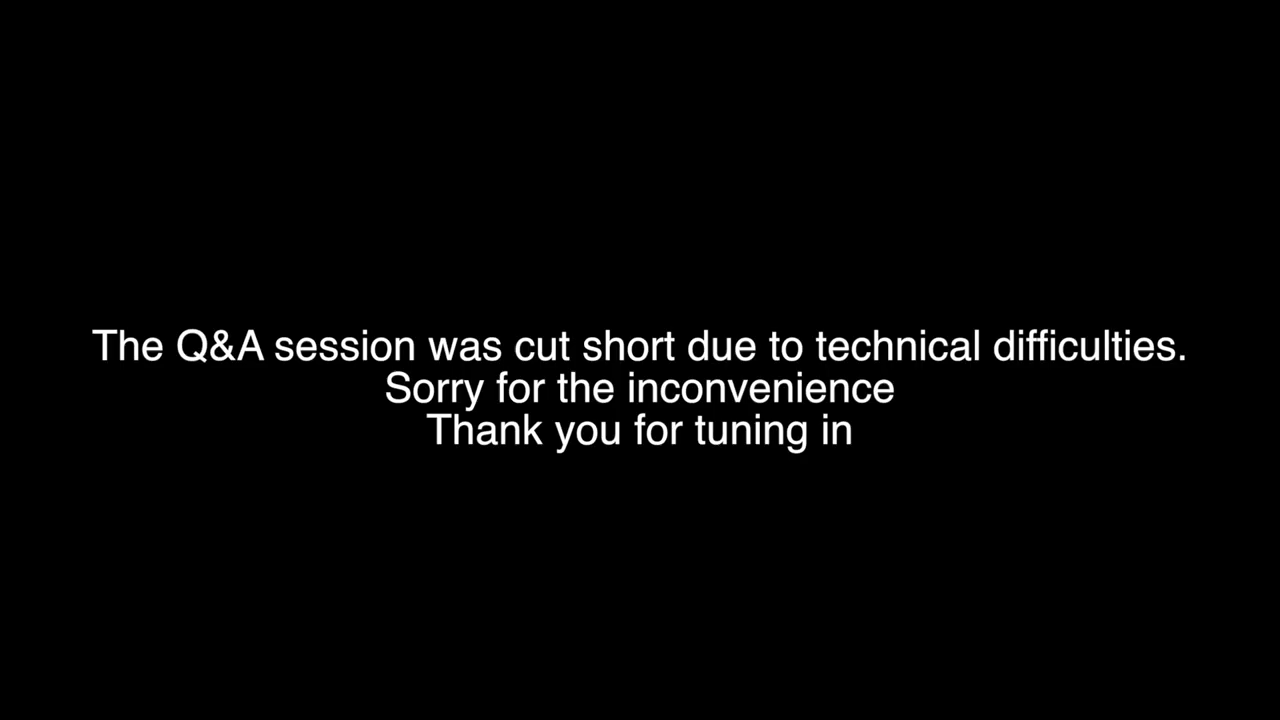 The Q&A session was cut short due to technical difficulties.
Sorry for the inconvenience
Thank you for tuning in